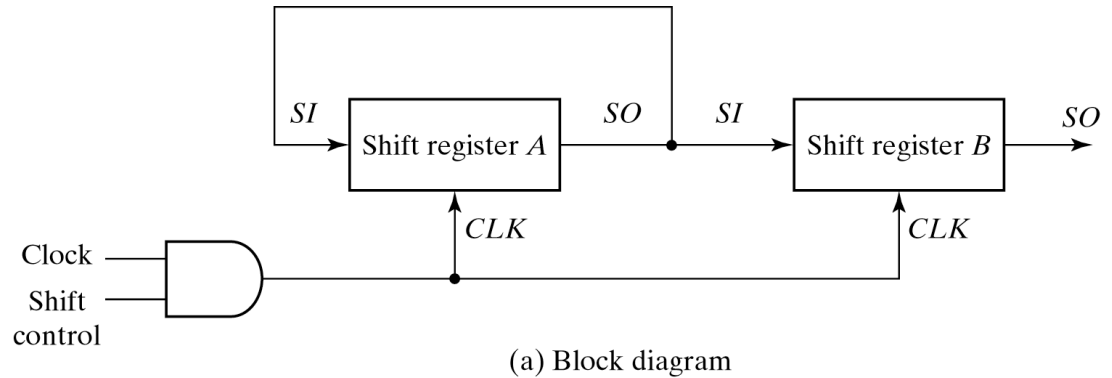 SI
SO
SI
SO
Shift register A
Shift register B
CLK
CLK
Clock
Shift
control
(a) Block diagram